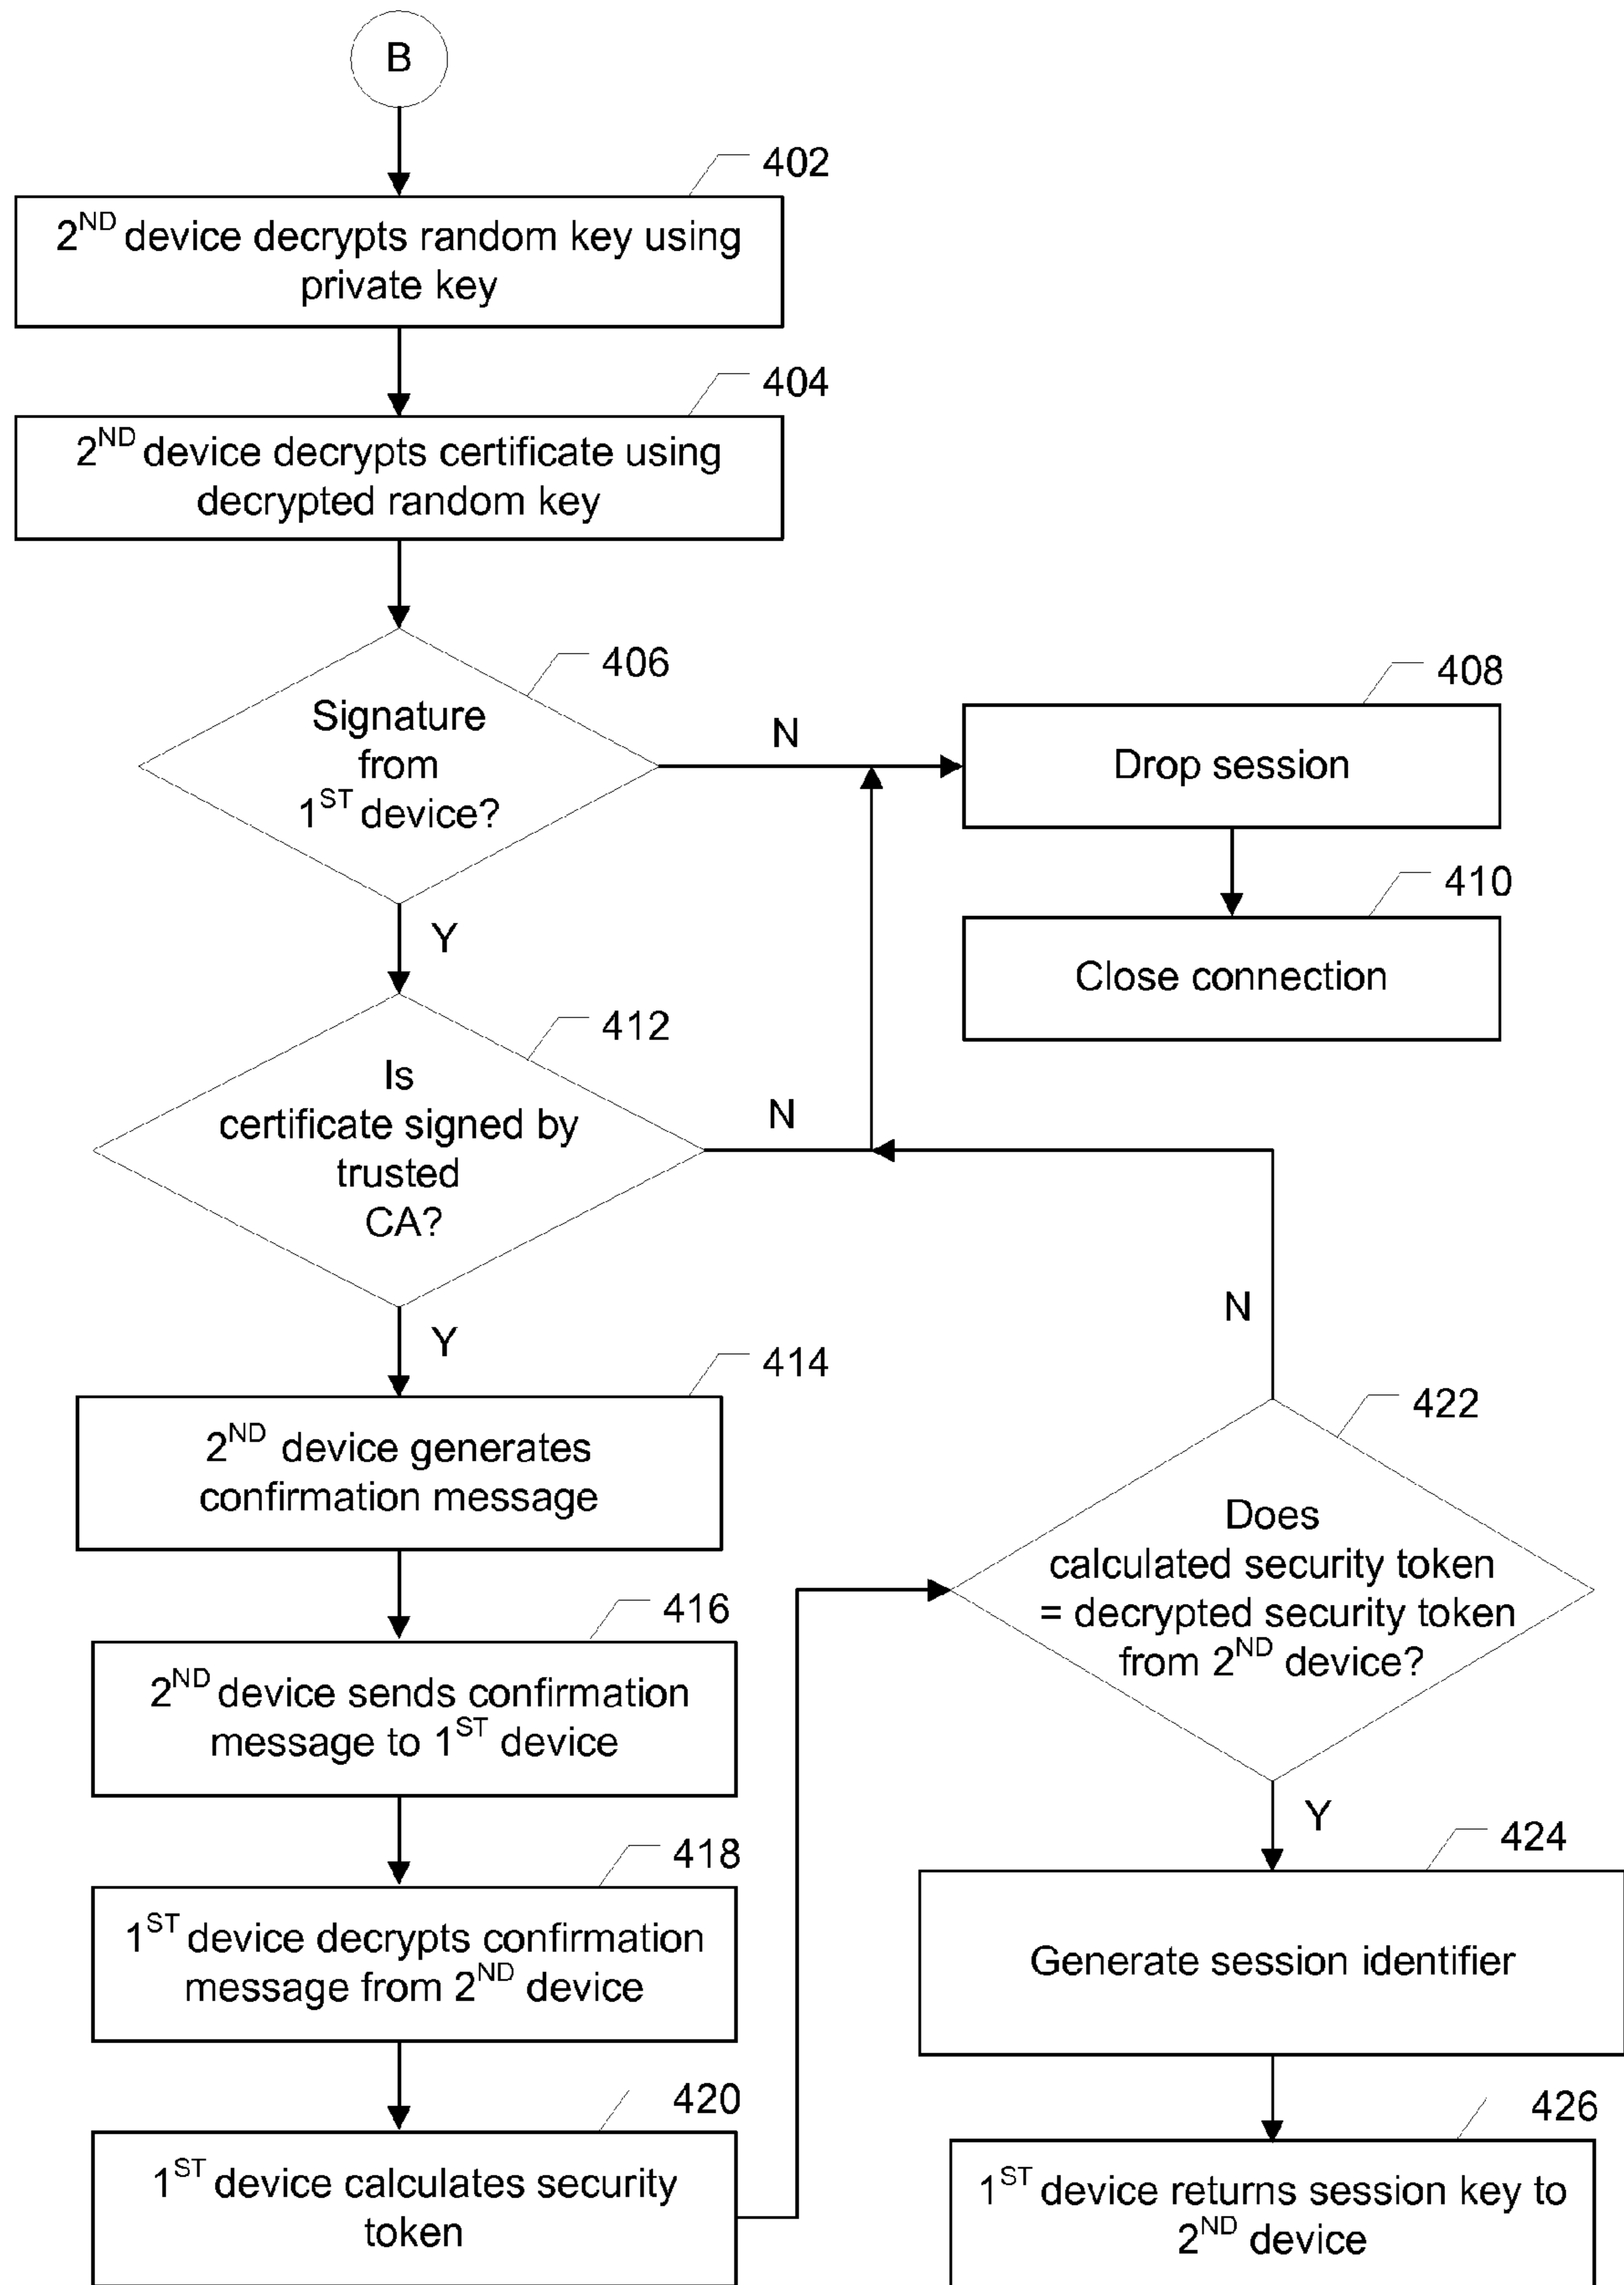 B
402
2ND device decrypts random key using
private key
404
2ND device decrypts certificate using
decrypted random key
406
Signature
from
1ST device?
N
408
Drop session
410
Close connection
Y
412
Is
certificate signed by
trusted
CA?
N
Y
414
2ND device generates
confirmation message
416
2ND device sends confirmation
message to 1ST device
418
1ST device decrypts confirmation
message from 2ND device
420
1ST device calculates security
token
N
422
Does
calculated security token
= decrypted security token
from 2ND device?
Y
424
Generate session identifier
426
1ST device returns session key to
2ND device